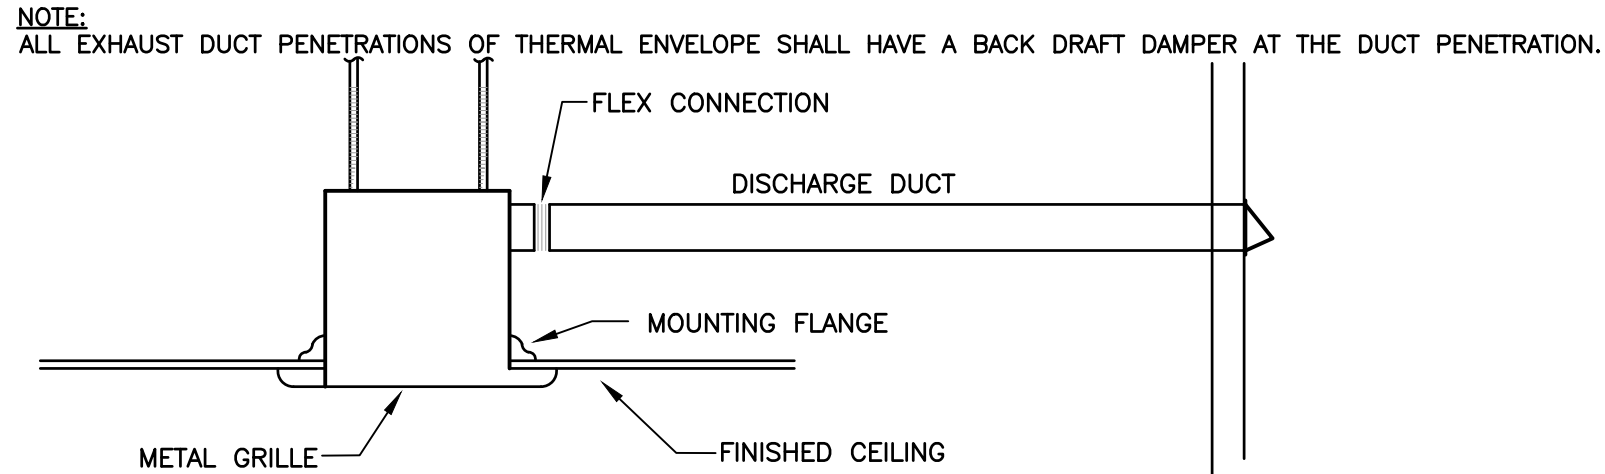 NOTE:
ALL EXHAUST DUCT PENETRATIONS OF THERMAL ENVELOPE SHALL HAVE A BACK DRAFT DAMPER AT THE DUCT PENETRATION.
FLEX CONNECTION
DISCHARGE DUCT
MOUNTING FLANGE
METAL GRILLE
FINISHED CEILING